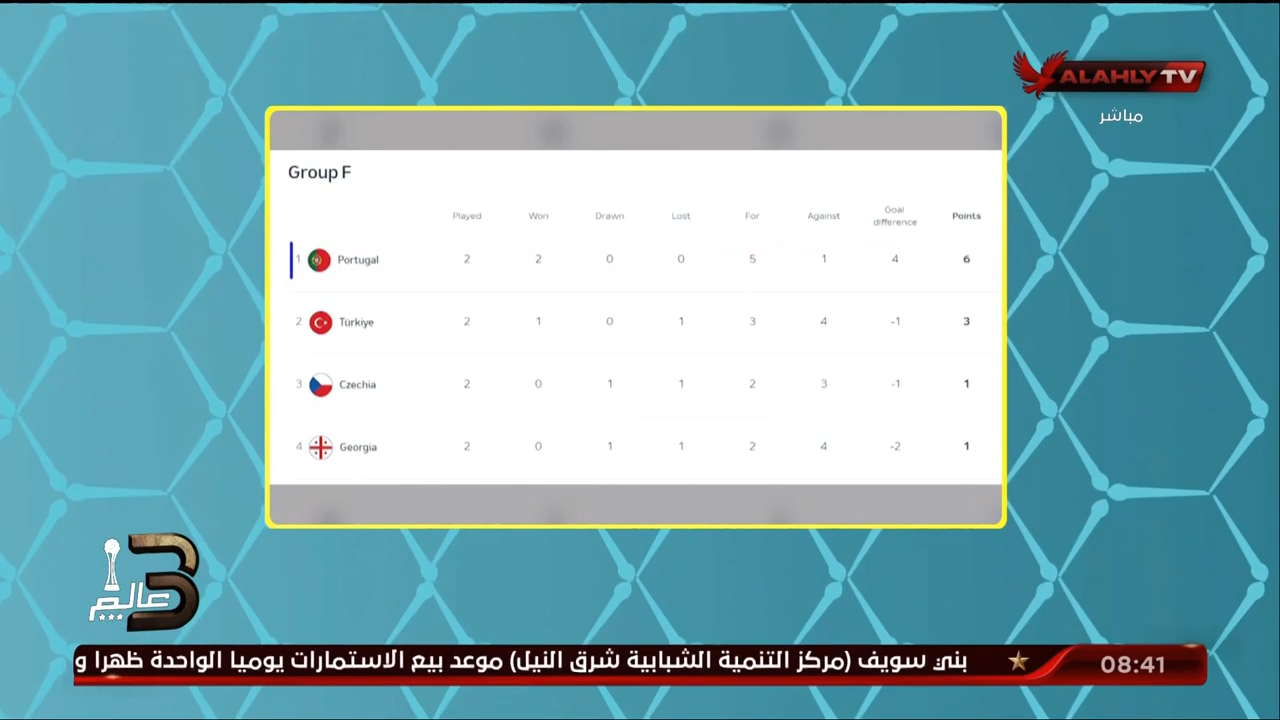 ALAHLY TV
مباشر
Group F
Played Won Drawn Lost For Against Goal difference Points
1 Portugal 2 2 0 0 5 1 4 6
2 Türkiye 2 1 0 1 3 4 -1 3
3 Czechia 2 0 1 1 2 3 -1 1
4 Georgia 2 0 1 1 2 4 -2 1
عالم 3
بني سويف (مركز التنمية الشبابية شرق النيل) موعد بيع الاستمارات يوميا الواحدة ظهرا و
08:41